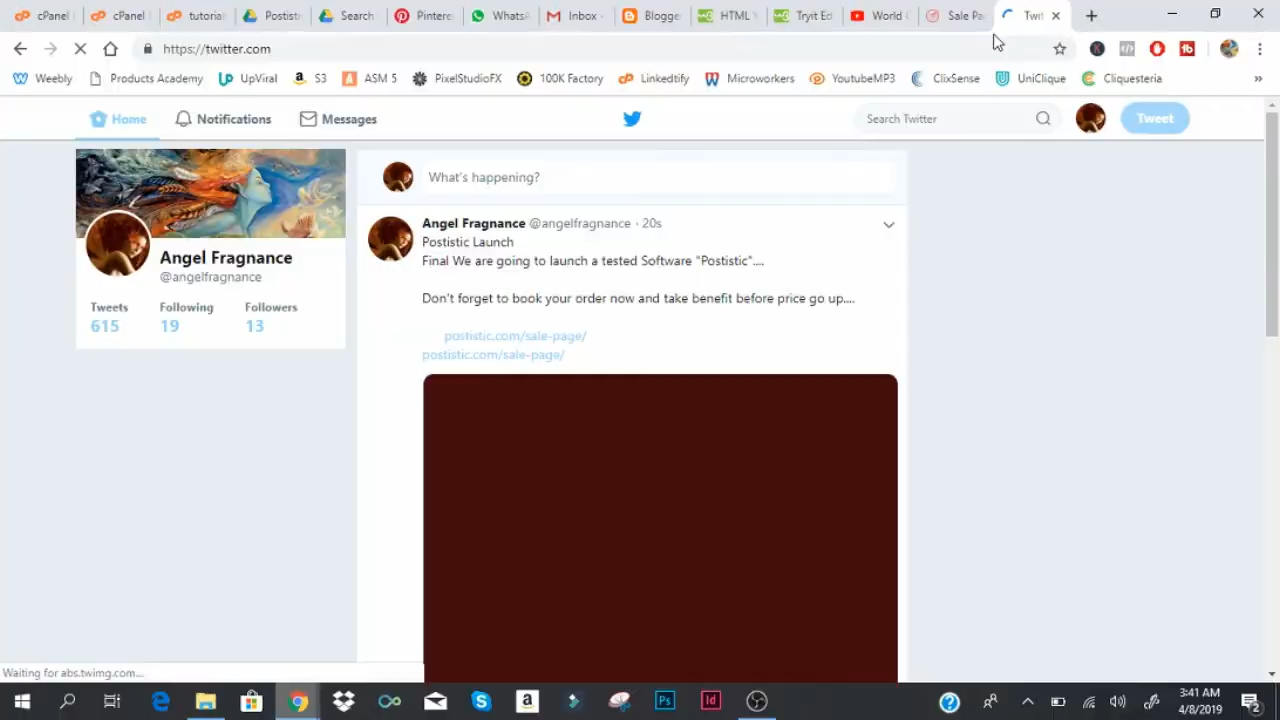 cPanel
cPanel
tutorial
Postist
Search
Pintere
Whats
Inbox
Blogge
HTML
Tryit Ed
World
Sale Pa
Twit
https://twitter.com
Weebly
Products Academy
UpViral
S3
ASM 5
PixelStudioFX
100K Factory
Linkedtify
Microworkers
YoutubeMP3
ClixSense
UniClique
Cliquesteria
»
Home
Notifications
Messages
Search Twitter
Tweet
What's happening?
Angel Fragnance @angelfragnance · 20s
Postistic Launch
Final We are going to launch a tested Software "Postistic"....
Don't forget to book your order now and take benefit before price go up....
postistic.com/sale-page/
postistic.com/sale-page/
Angel Fragnance
@angelfragnance
Tweets Following Followers
615 19 13
Waiting for abs.twimg.com...
3:41 AM
4/8/2019